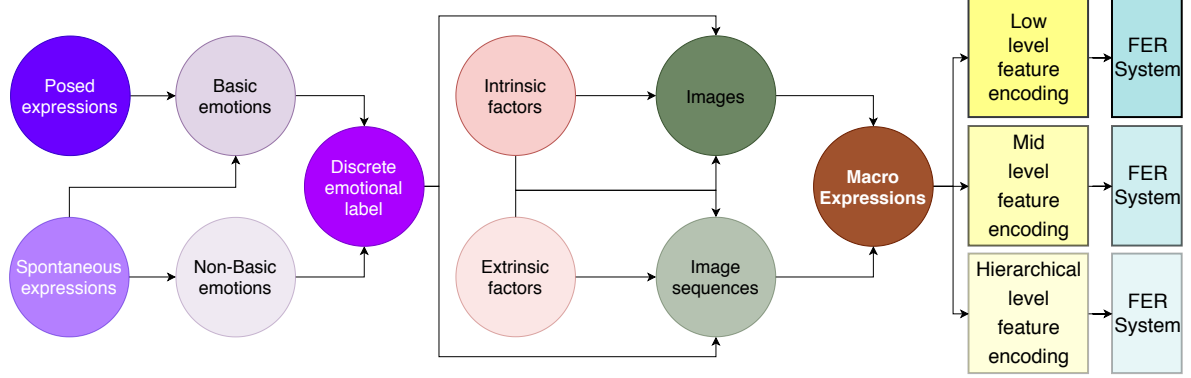 Posed
expressions
Basic
emotions
Spontaneous
expressions
Non-Basic
emotions
Discrete
emotional
label
Intrinsic
factors
Extrinsic
factors
Images
Image
sequences
Macro
Expressions
Low
level
feature
encoding
FER
System
Mid
level
feature
encoding
FER
System
Hierarchical
level
feature
encoding
FER
System